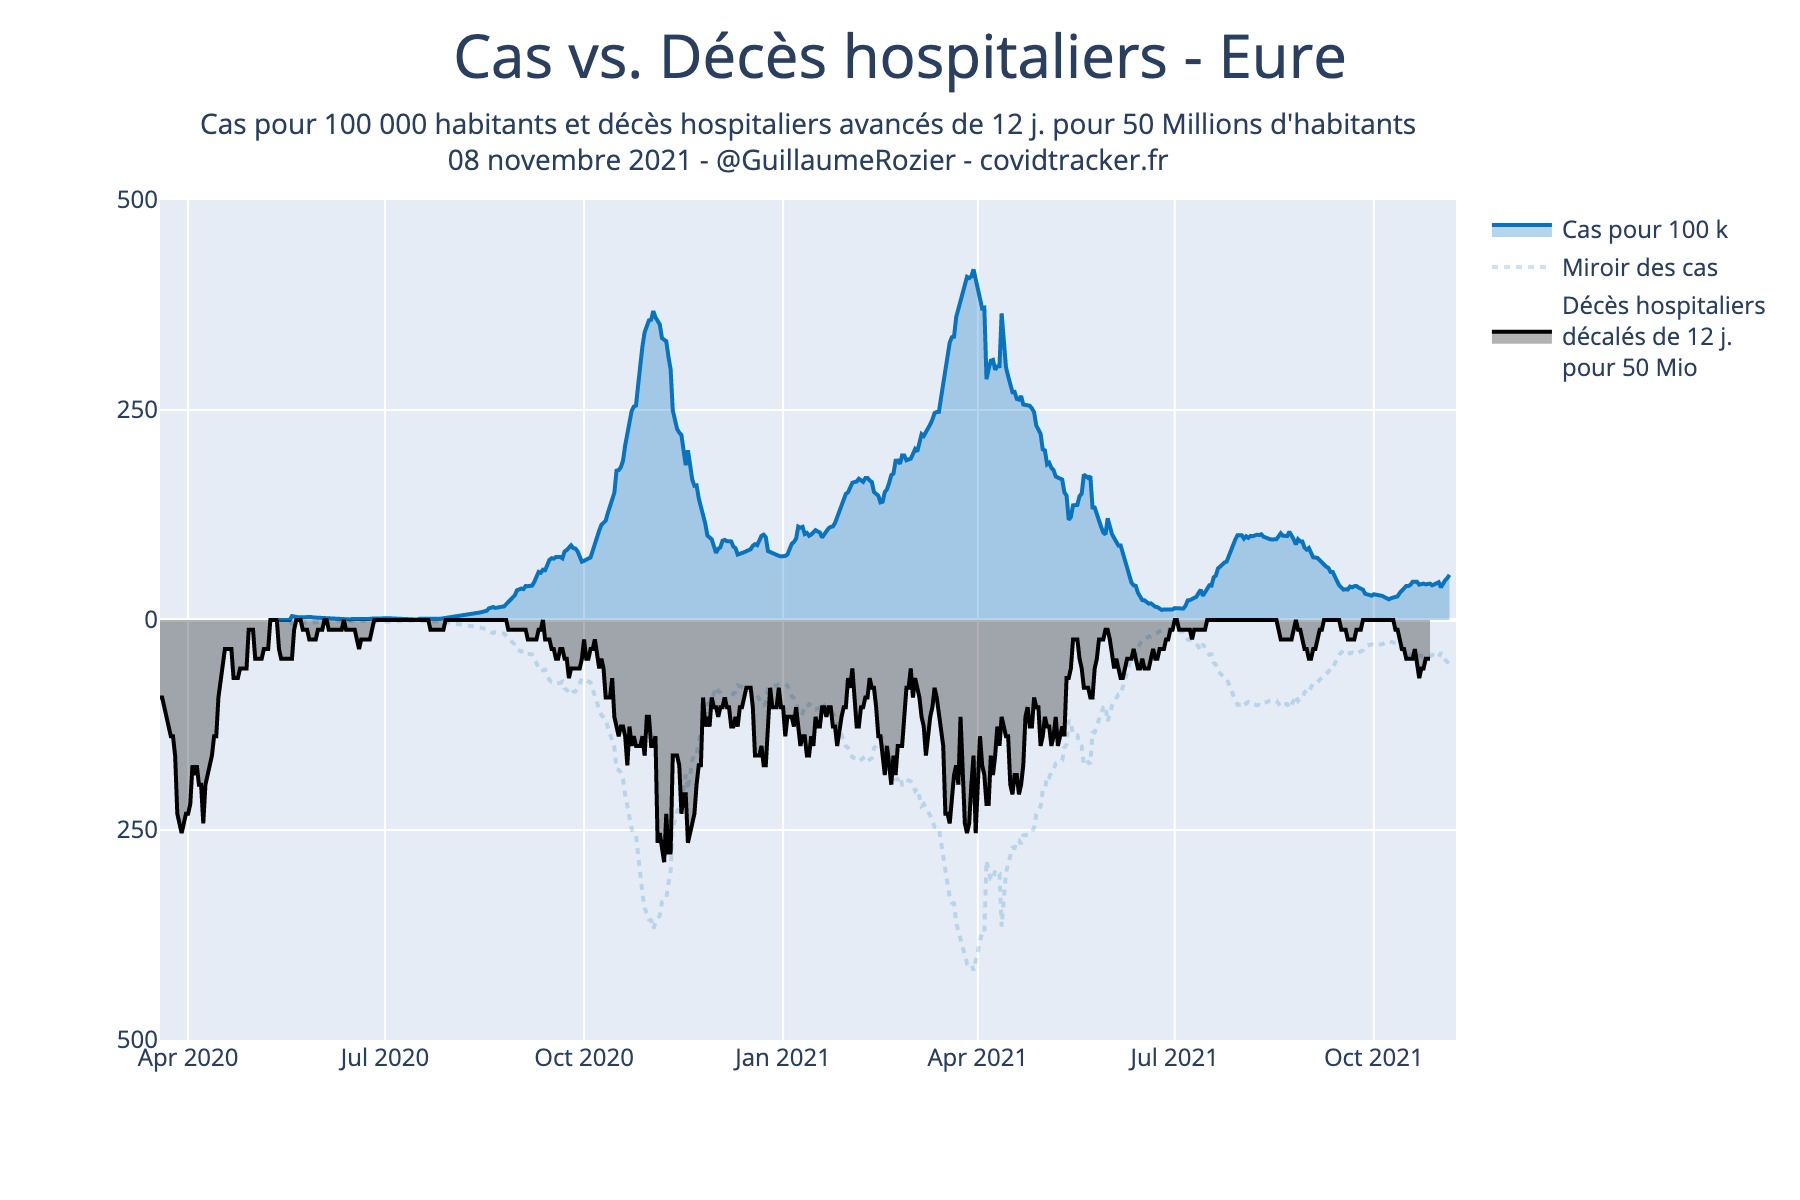 Cas vs. Décès hospitaliers - Eure
Cas pour 100 000 habitants et décès hospitaliers avancés de 12 j. pour 50 Millions d'habitants
08 novembre 2021 - @GuillaumeRozier - covidtracker.fr
500
250
0
250
500
Apr 2020
Jul 2020
Oct 2020
Jan 2021
Apr 2021
Jul 2021
Oct 2021
Cas pour 100 k
Miroir des cas
Décès hospitaliers
décalés de 12 j.
pour 50 Mio